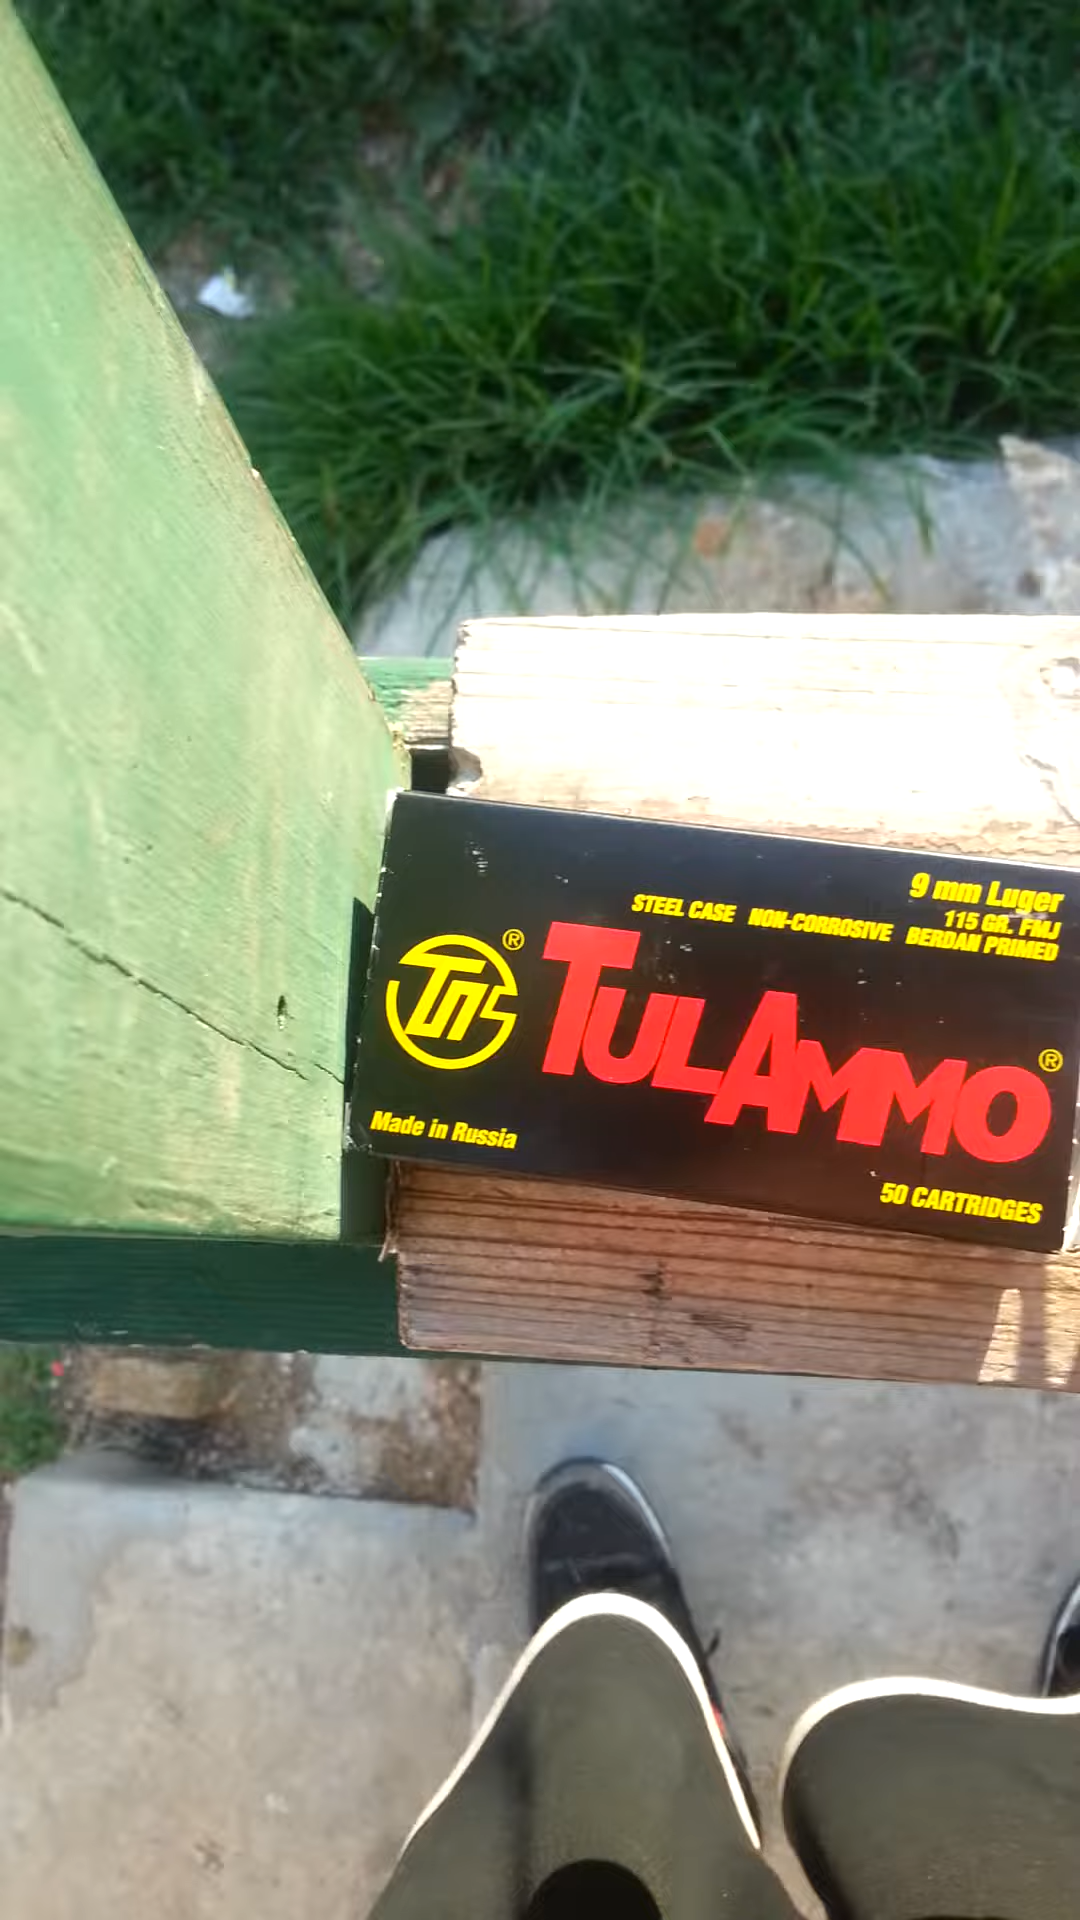 9 mm Luger
115 GR. FMJ
STEEL CASE NON-CORROSIVE BERDAN PRIMED
®
TULAMMO®
Made in Russia
50 CARTRIDGES